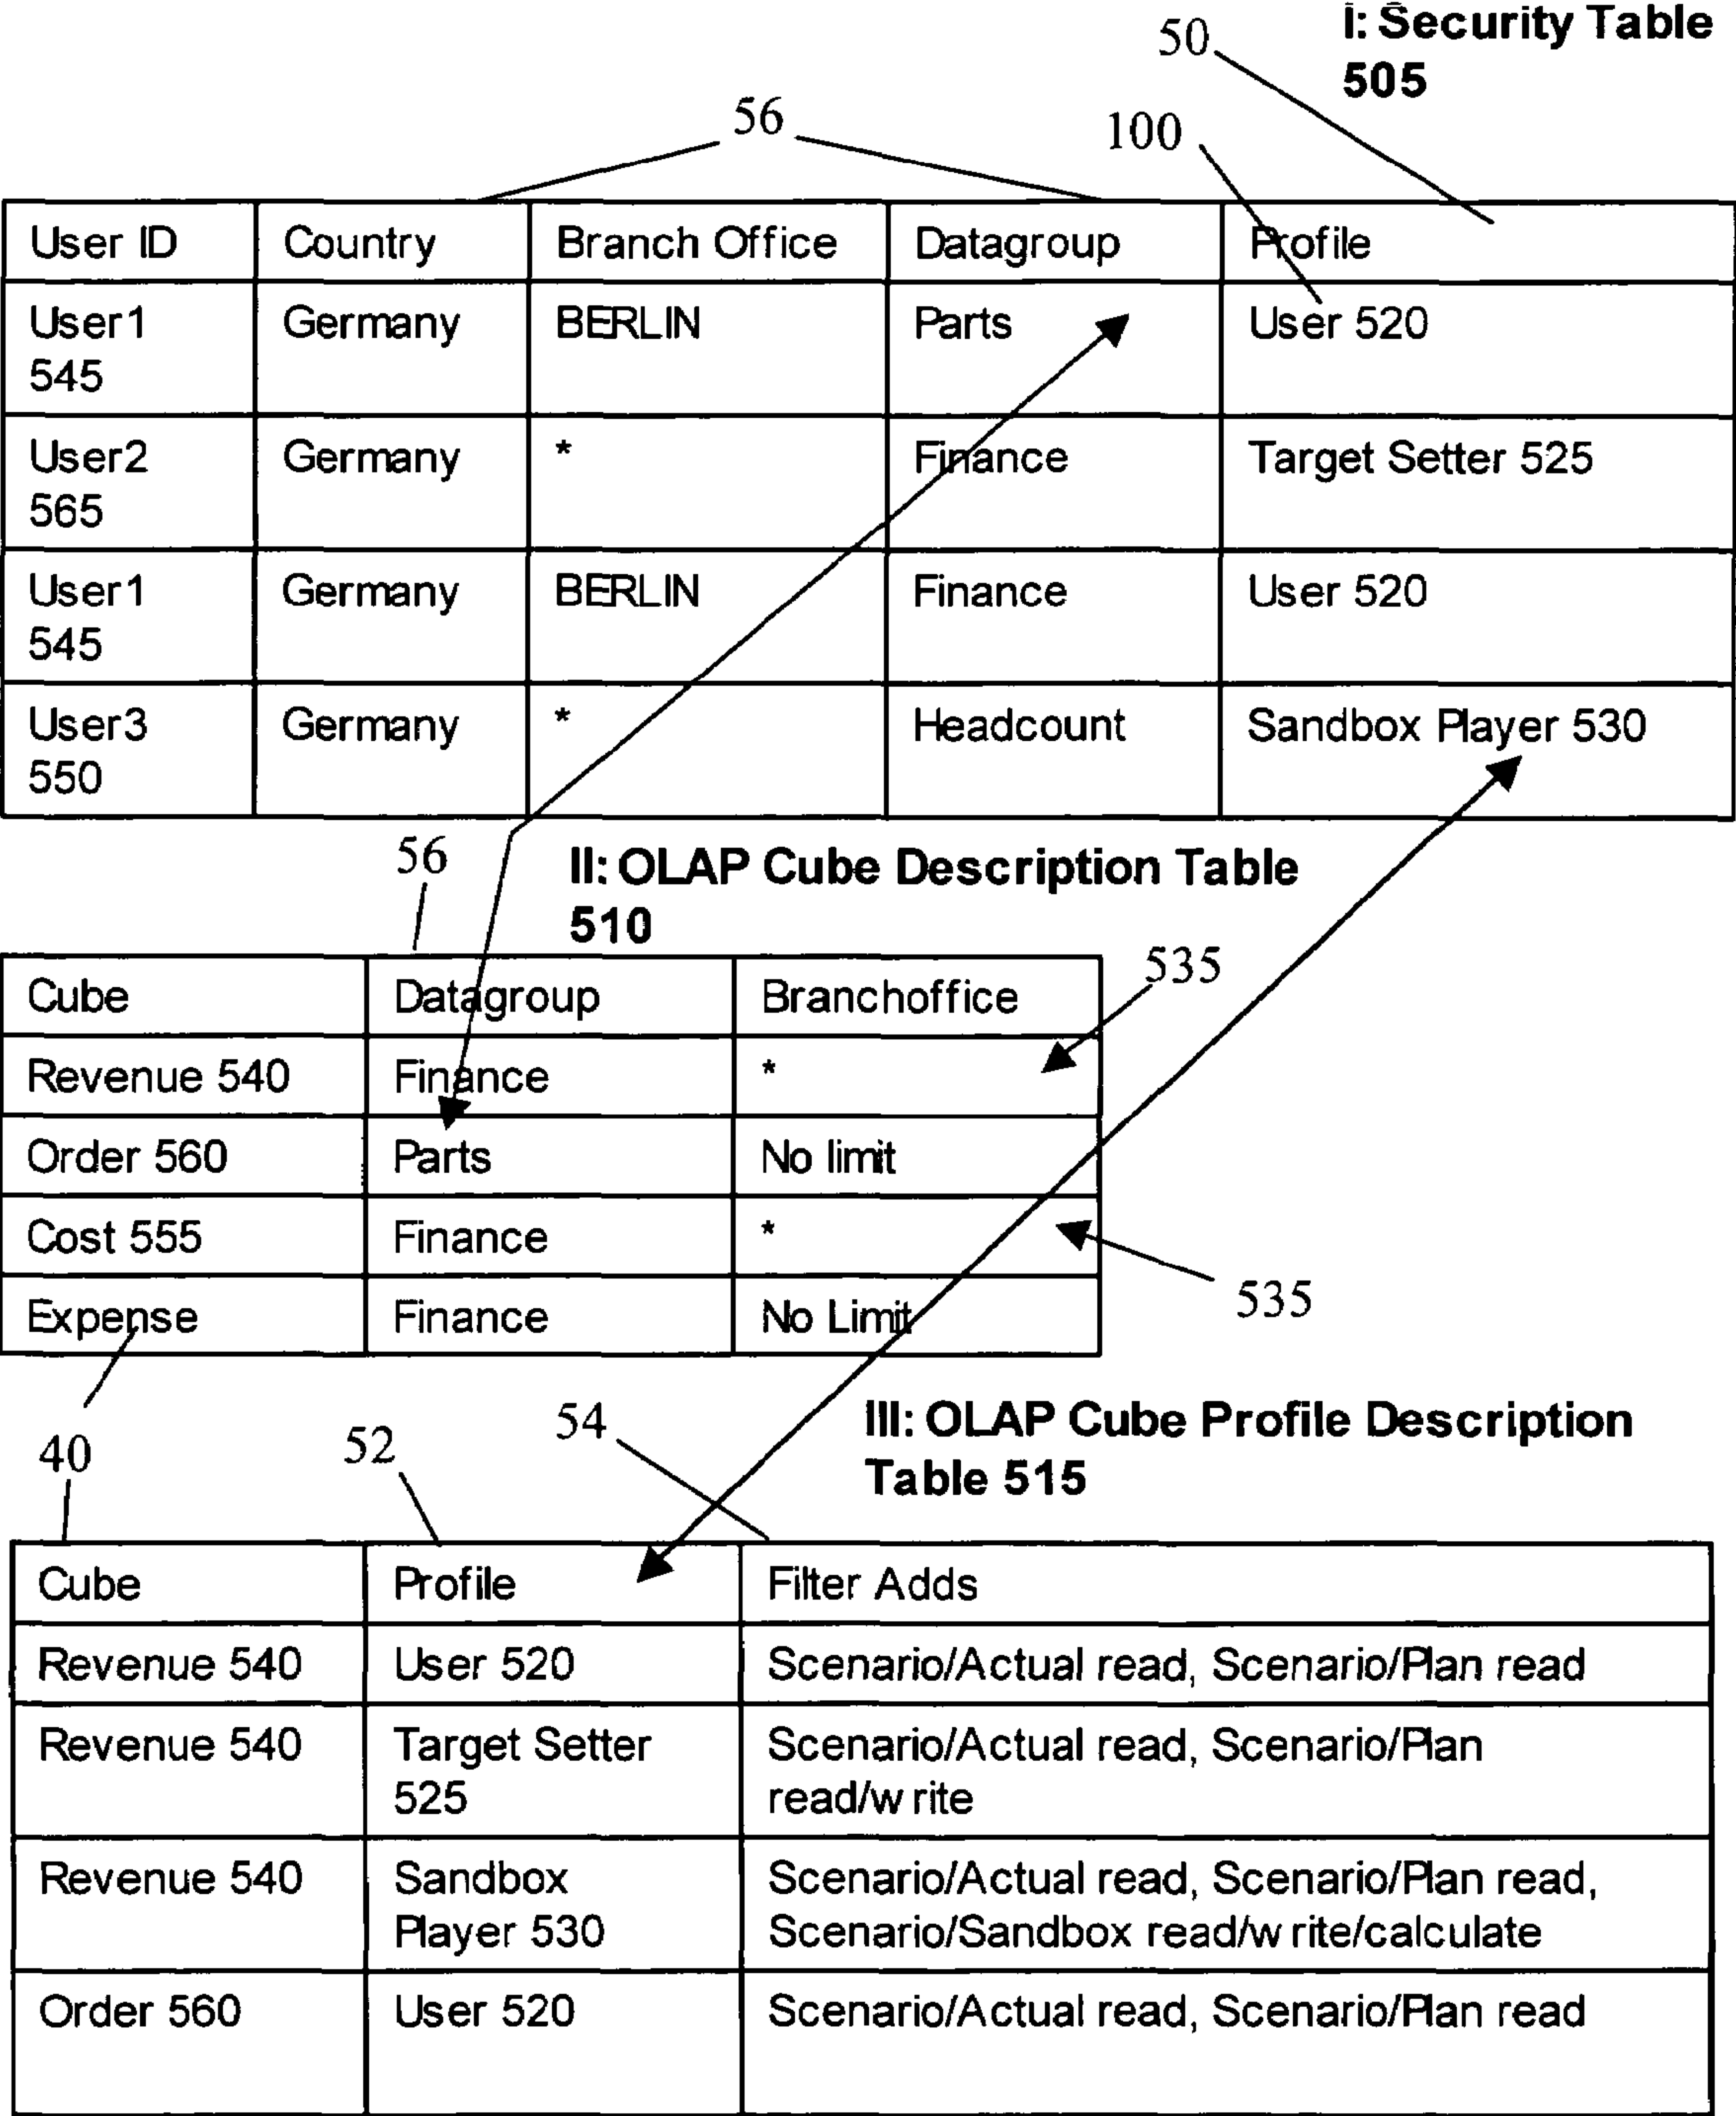 I: Security Table
505
50
56
100
User ID Country Branch Office Datagroup Profile
User1 Germany BERLIN Parts User 520
545
User2 Germany * Finance Target Setter 525
565
User1 Germany BERLIN Finance User 520
545
User3 Germany * Headcount Sandbox Player 530
550
56
II: OLAP Cube Description Table
510
535
Cube Datagroup Branchoffice
Revenue 540 Finance *
Order 560 Parts No limit
Cost 555 Finance *
535
Expense Finance No Limit
III: OLAP Cube Profile Description
Table 515
40 52 54
Cube Profile Filter Adds
Revenue 540 User 520 Scenario/Actual read, Scenario/Plan read
Revenue 540 Target Setter Scenario/Actual read, Scenario/Plan
525 read/write
Revenue 540 Sandbox Scenario/Actual read, Scenario/Plan read,
Player 530 Scenario/Sandbox read/write/calculate
Order 560 User 520 Scenario/Actual read, Scenario/Plan read